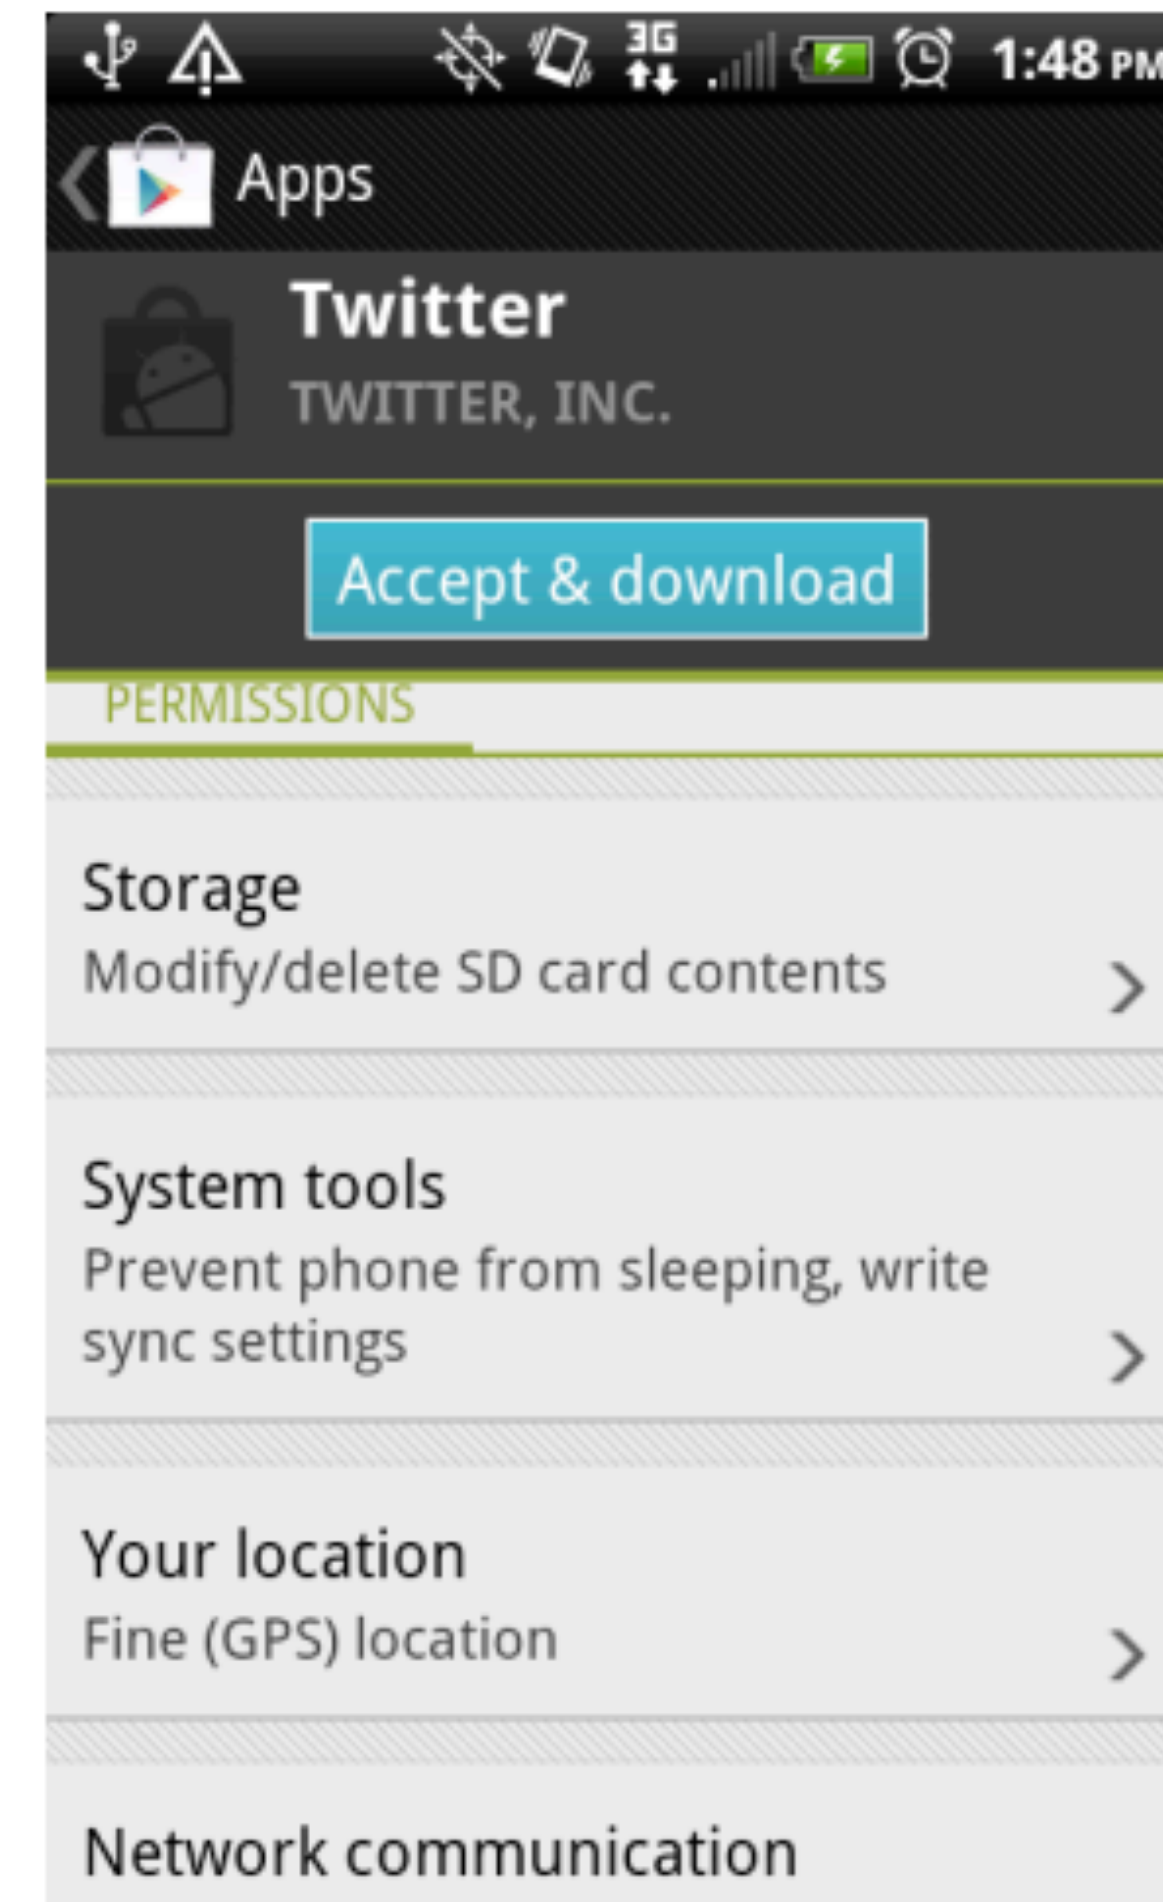 3G
1:48 PM
Apps
Twitter
TWITTER, INC.
Accept & download
PERMISSIONS
Storage
Modify/delete SD card contents
System tools
Prevent phone from sleeping, write
sync settings
Your location
Fine (GPS) location
Network communication